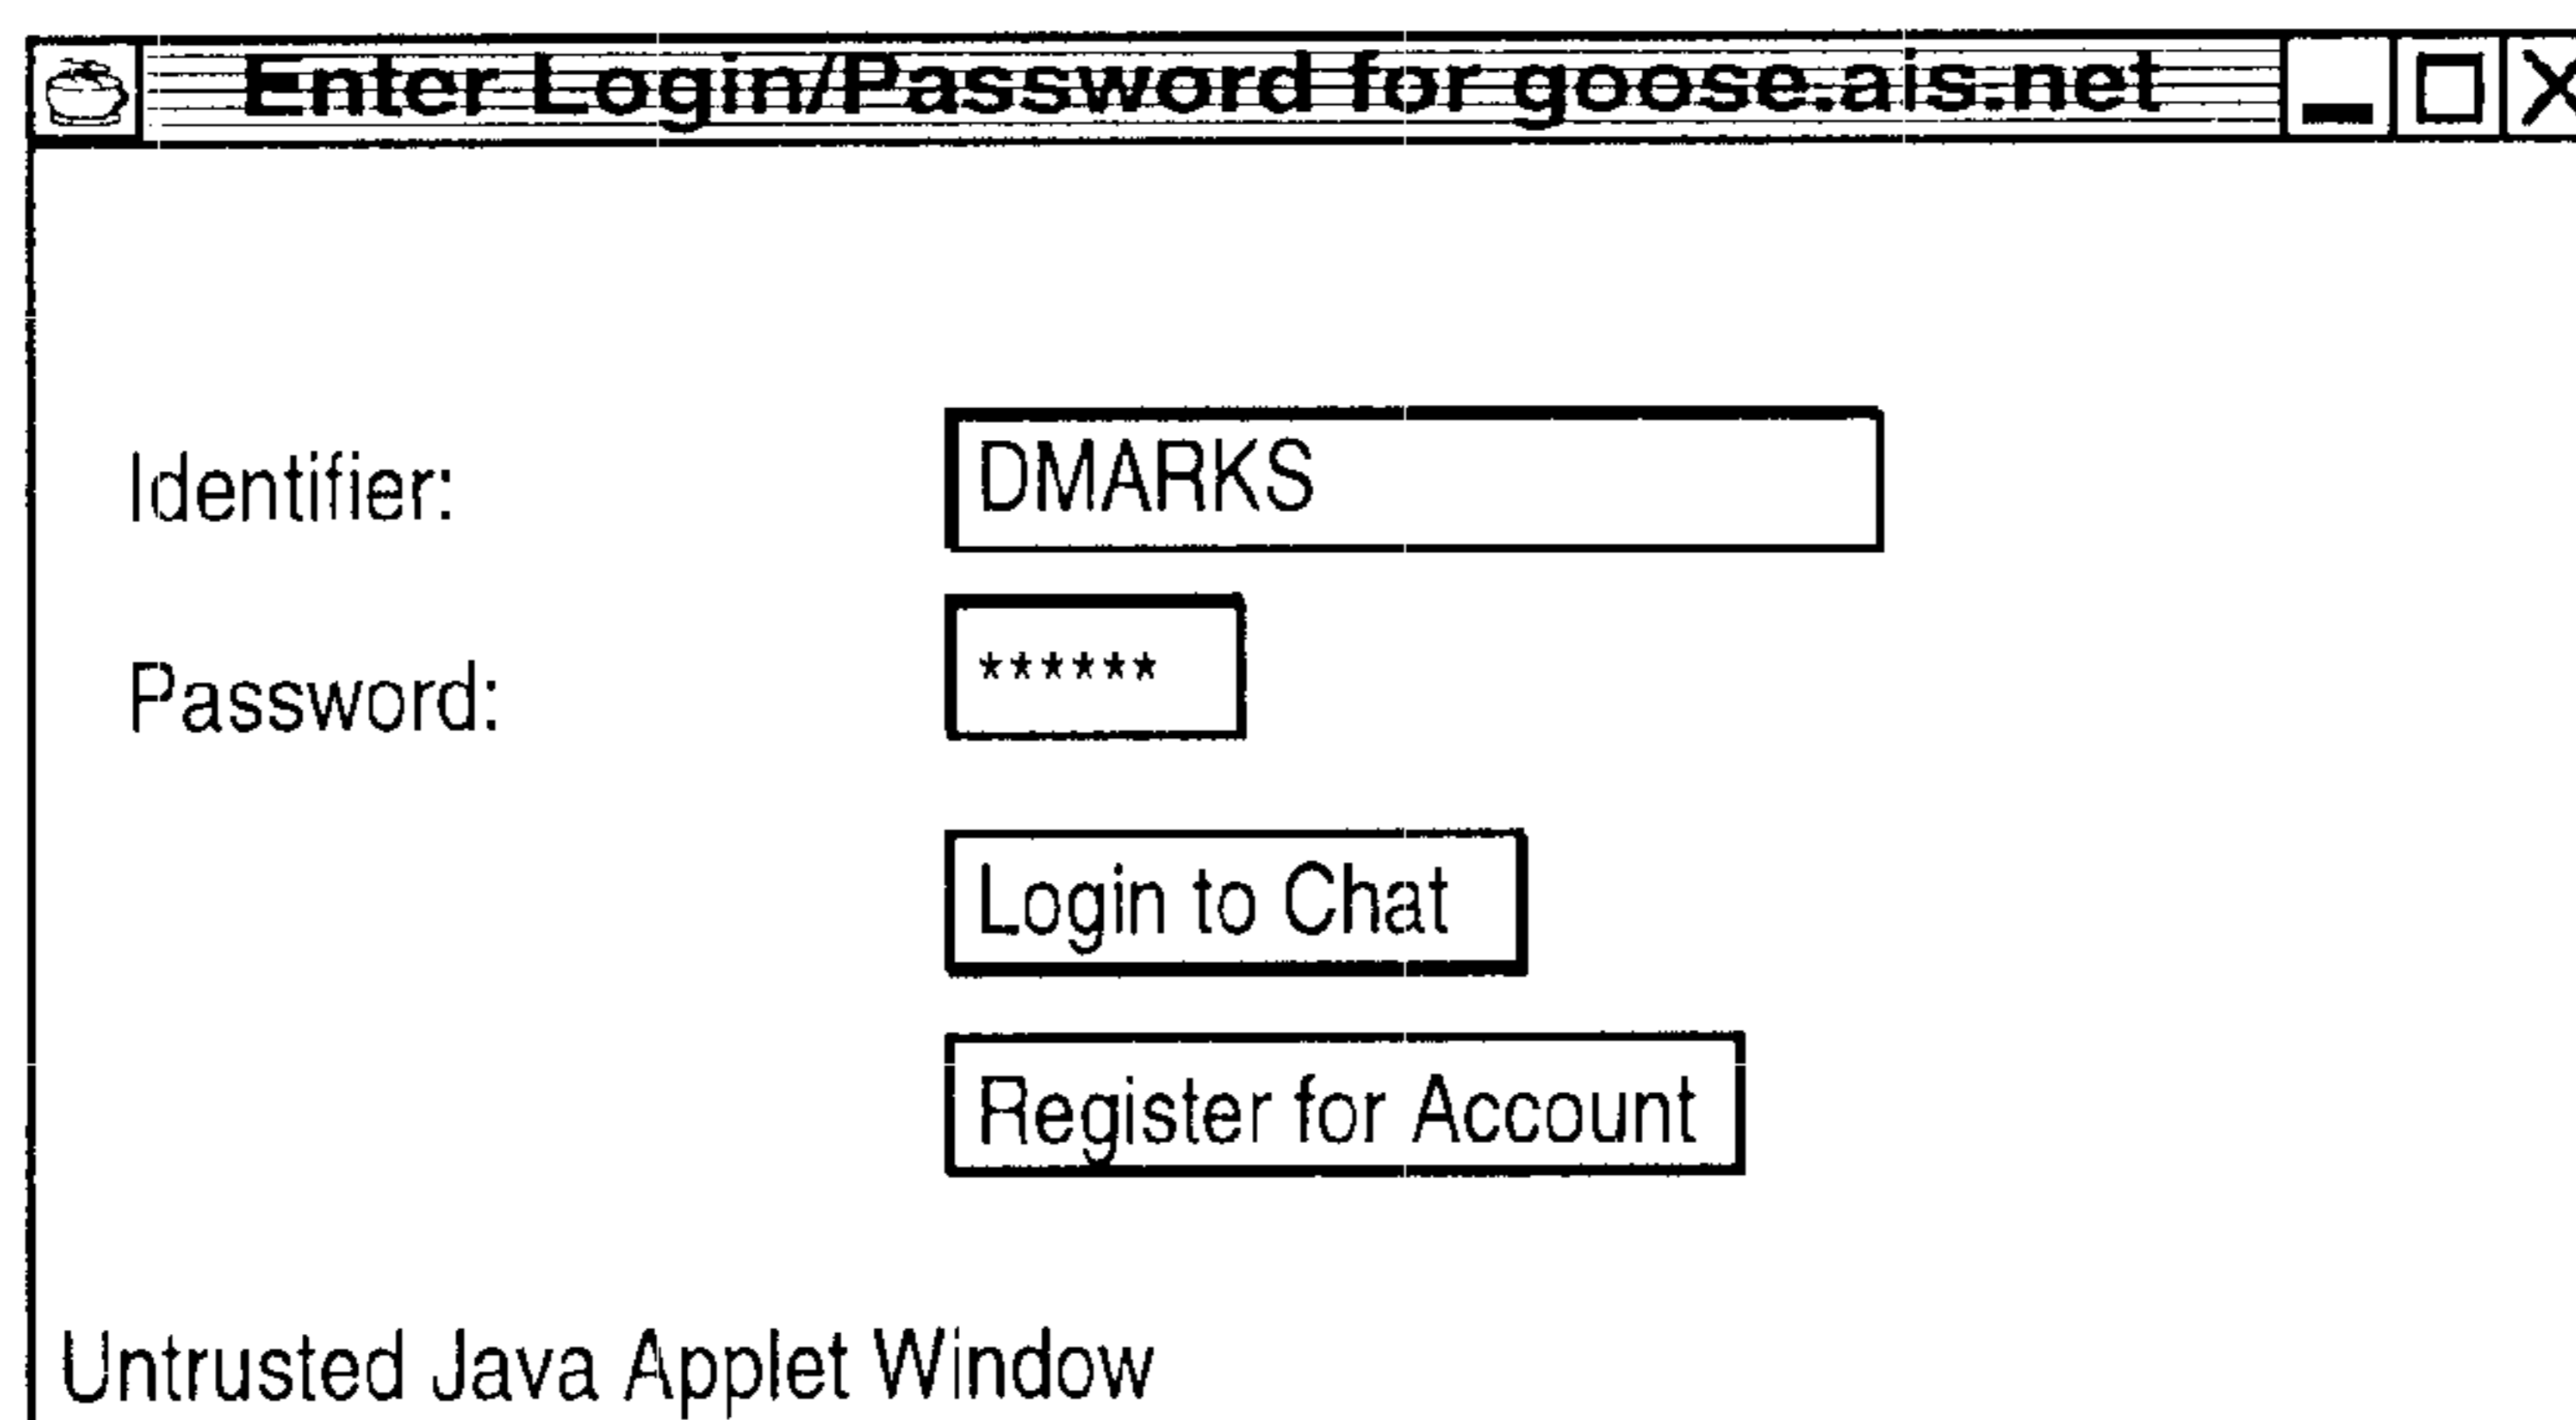 Enter Login/Password for goose.ais.net
Identifier: DMARKS
Password: ******
Login to Chat
Register for Account
Untrusted Java Applet Window